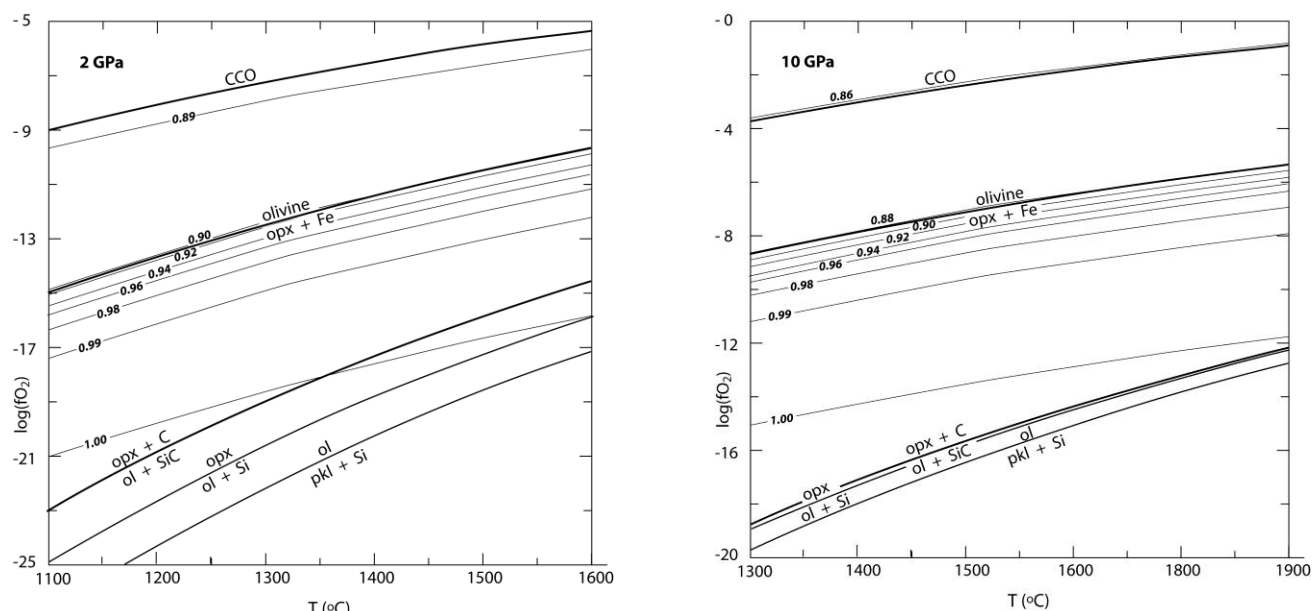 2 GPa
CCO
0.89
olivine
opx + Fe
0.90
0.92
0.94
0.96
0.98
0.99
1.00
opx + C
ol + SiC
opx
ol + Si
ol
pkl + Si
log(fO2)
- 5
-9
-13
-17
-21
-25
1100
1200
1300
1400
1500
1600
T (oC)
10 GPa
CCO
0.86
olivine
opx + Fe
0.88
0.90
0.92
0.94
0.96
0.98
0.99
1.00
opx + C
ol + SiC
opx
ol + Si
ol
pkl + Si
log(fO2)
- 0
-4
-8
-12
-16
-20
1300
1400
1500
1600
1700
1800
1900
T (oC)